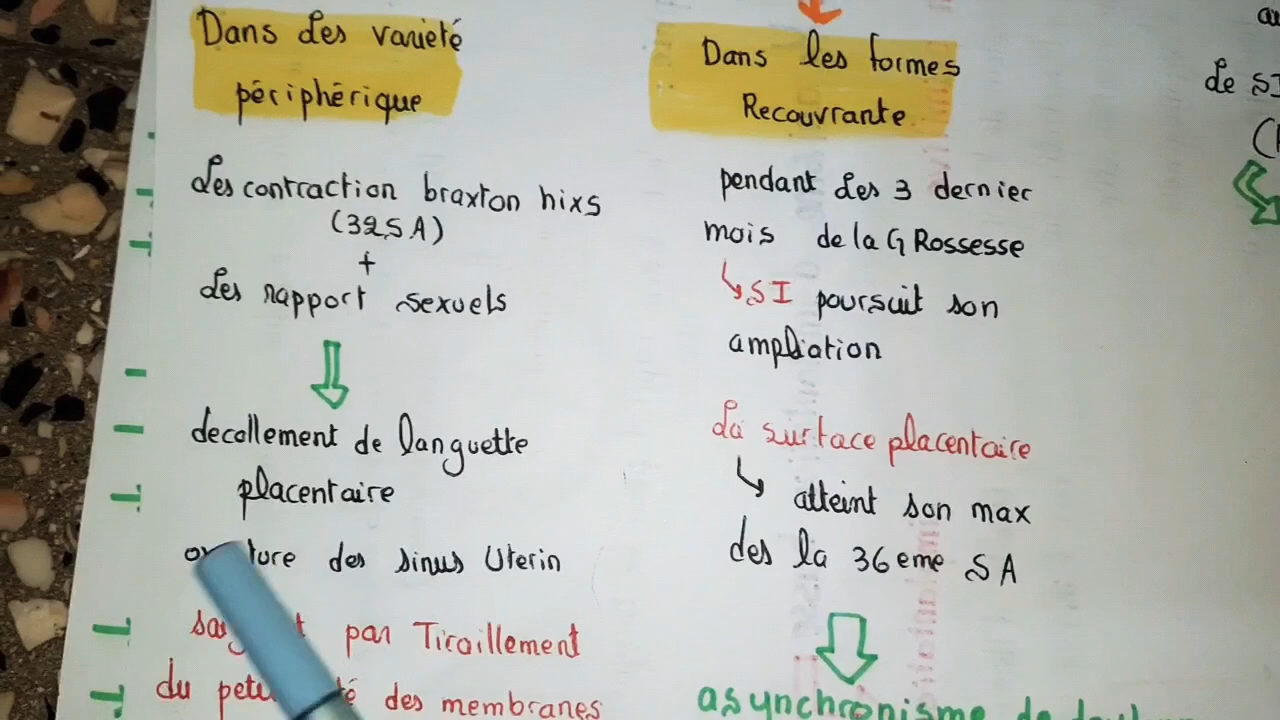 Dans les varieté
périphérique
Les contraction braxton hixs
(32SA)
+
Les rapport sexuels
decollement de languette
placentaire
des sinus Uterin
par Tiraillement
du des membranes
Dans les formes
Recouvrante
pendant les 3 dernier
mois de la GRossesse
SI poursuit son
ampliation
La surface placentaire
atteint son max
des la 36eme SA
asynchronisme de
de SI